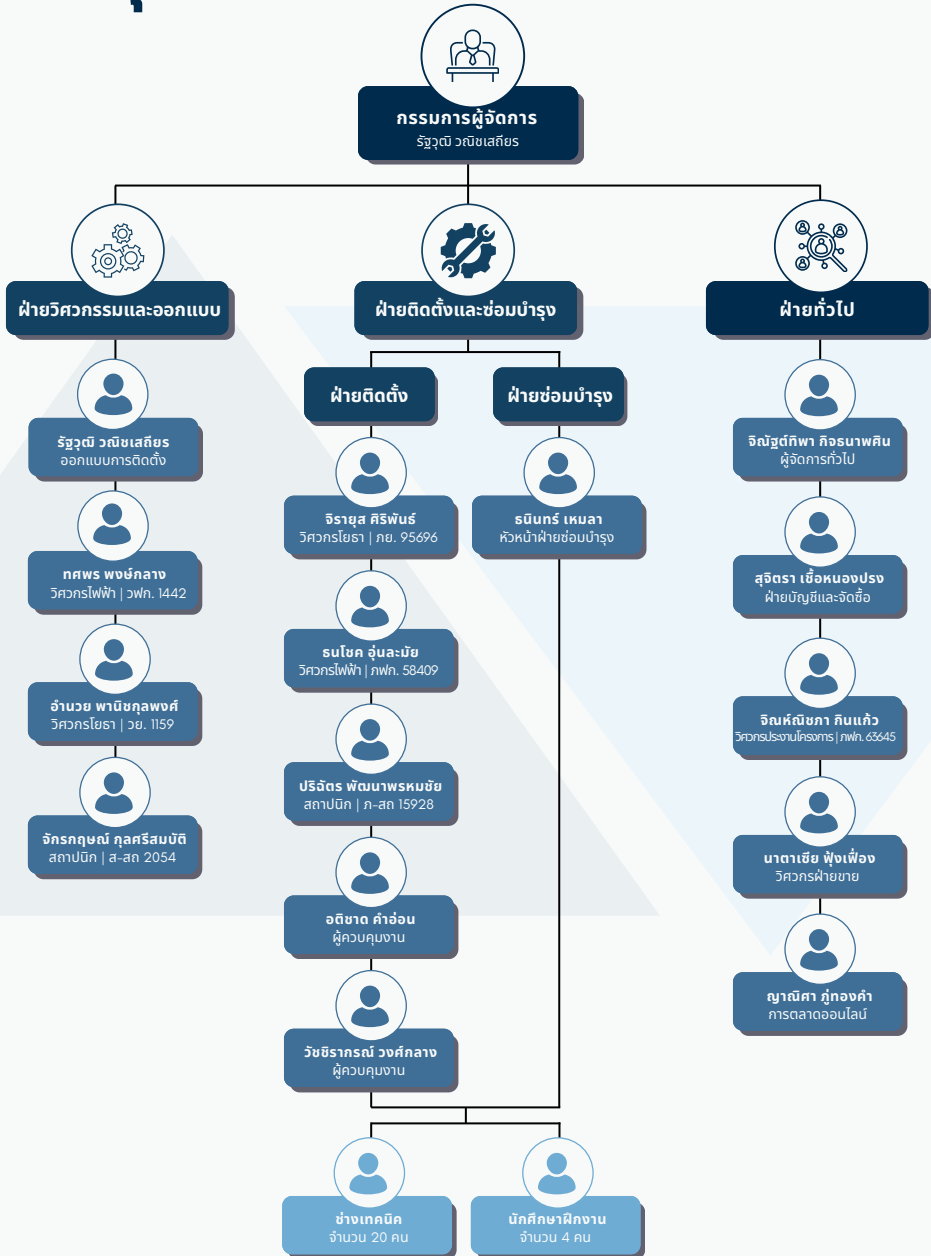 กรรมการผู้จัดการ
รัฐวุฒิ วณิชเสถียร
ฝ่ายวิศวกรรมและออกแบบ
รัฐวุฒิ วณิชเสถียร
ออกแบบการติดตั้ง
ทศพร พงษ์กลาง
วิศวกรไฟฟ้า | วฟก. 1442
อำนวย พานิชกุลพงศ์
วิศวกรโยธา | วย. 1159
จักรกฤษณ์ กุลศรีสมบัติ
สถาปนิก | ส-สถ 2054
ฝ่ายติดตั้งและซ่อมบำรุง
ฝ่ายติดตั้ง
จิรายุส ศิริพันธ์
วิศวกรโยธา | ภย. 95696
ธนโชค อุ่นละมัย
วิศวกรไฟฟ้า | ภฟก. 58409
ปริฉัตร พัฒนาพรหมชัย
สถาปนิก | ภ-สถ 15928
อติชาด คำอ่อน
ผู้ควบคุมงาน
วัชชิราภรณ์ วงศ์กลาง
ผู้ควบคุมงาน
ฝ่ายซ่อมบำรุง
ธนินทร์ เหมลา
หัวหน้าฝ่ายซ่อมบำรุง
ช่างเทคนิค
จำนวน 20 คน
นักศึกษาฝึกงาน
จำนวน 4 คน
ฝ่ายทั่วไป
จิณัฐต์ทิพา กิจธนาพศิน
ผู้จัดการทั่วไป
สุจิตรา เชื้อหนองปรง
ฝ่ายบัญชีและจัดซื้อ
จิณห์ณิชภา กินแก้ว
วิศวกรประงานโครงการ | ภฟก. 63645
นาตาเซีย ฟุ้งเฟื่อง
วิศวกรฝ่ายขาย
ญาณิศา ภู่ทองคำ
การตลาดออนไลน์